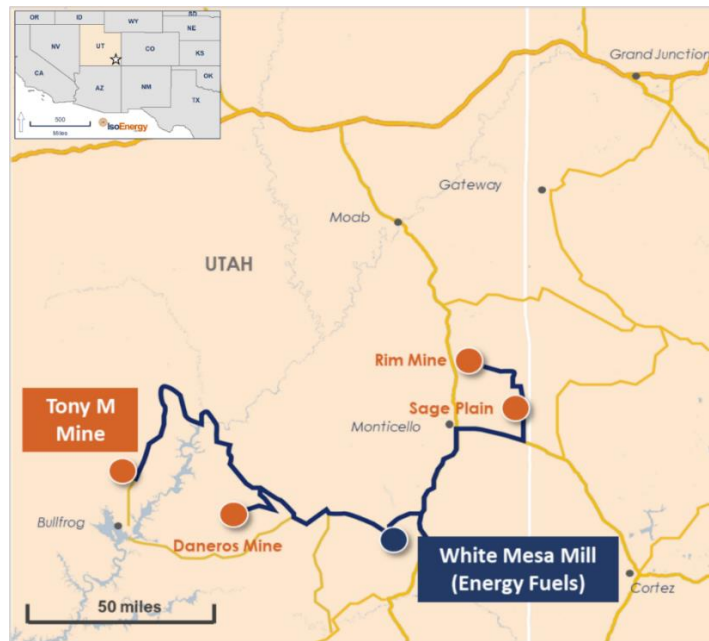 OR
ID
WY
SD
NE
NV
UT
CO
KS
CA
AZ
NM
OK
TX
500
Miles
IsoEnergy
Grand Junction
Gateway
Moab
UTAH
Rim Mine
Sage Plain
Tony M
Mine
Monticello
Bullfrog
Daneros Mine
White Mesa Mill
(Energy Fuels)
Cortez
50 miles